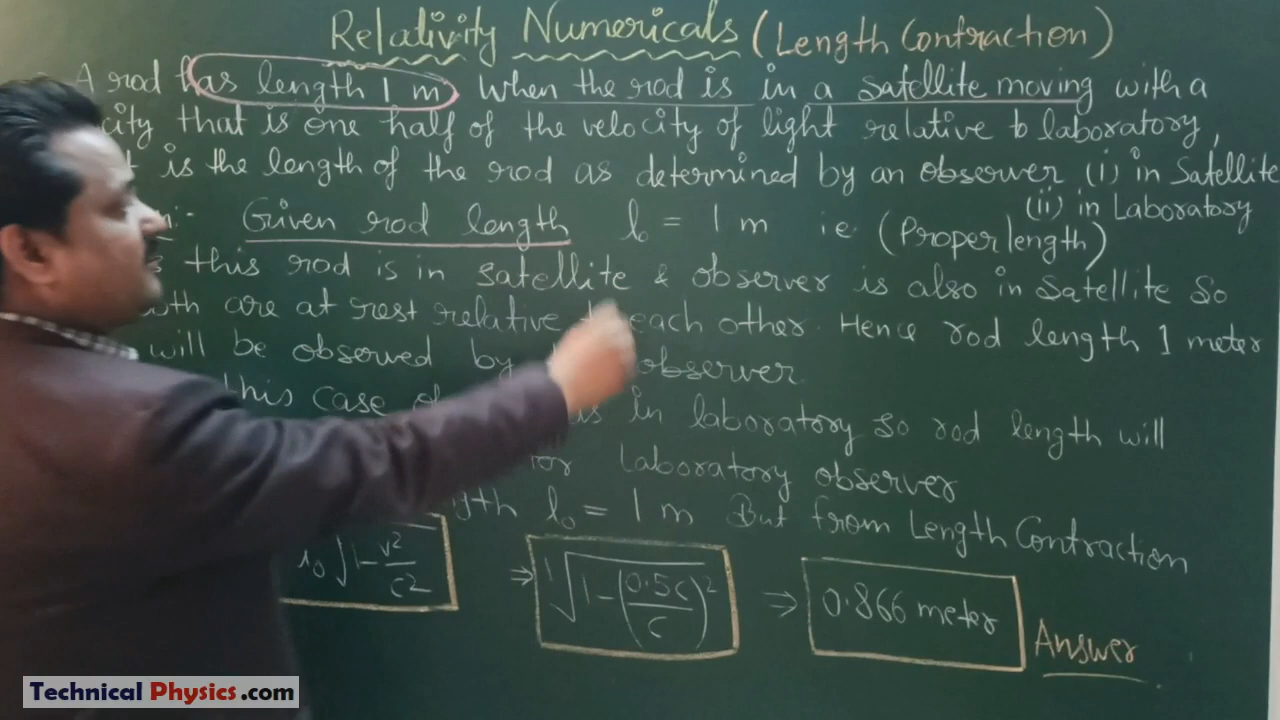 Relativity Numericals (Length Contraction)
A rod has length 1 m When the rod is in a satellite moving with a
city that is one half of the velocity of light relative to laboratory,
is the length of the rod as determined by an observer (i) in Satellite
(ii) in Laboratory
Given rod length l₀ = 1 m ie (Proper length)
this rod is in satellite & observer is also in satellite so
are at rest relative each other. Hence rod length 1 meter
will be observed by observer.
this case is in laboratory so rod length will
for laboratory observer
l₀ = 1 m But from Length Contraction
l₀ √1-v²/c² ⇒ 1√1-(0.5c/c)² ⇒ 0.866 meter Answer
Technical Physics.com